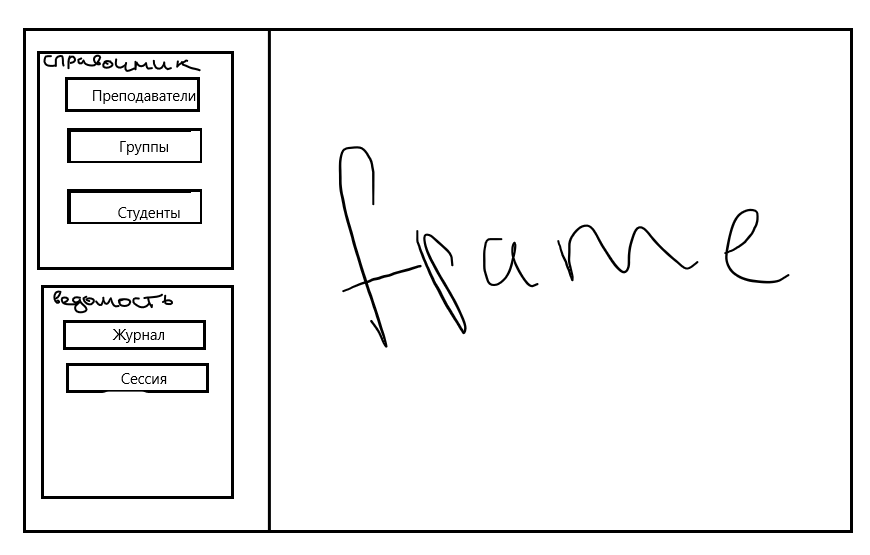 справочник
Преподаватели
Группы
Студенты
ведомость
Журнал
Сессия
frame